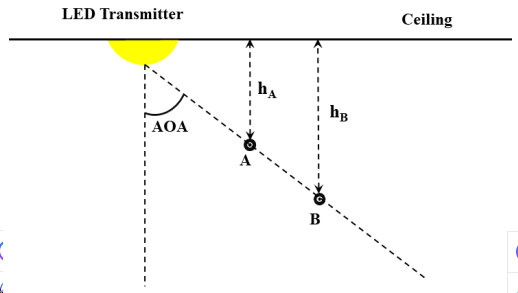 LED Transmitter
Ceiling
hA
hB
AOA
A
B